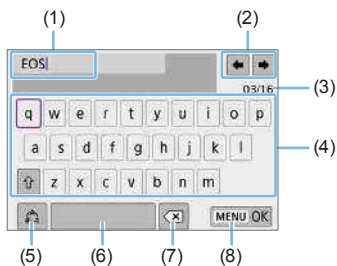 (1) (2)
EOS
03/16 (3)
q w e r t y u i o p
a s d f g h j k l (4)
z x c v b n m
MENU OK
(5) (6) (7) (8)